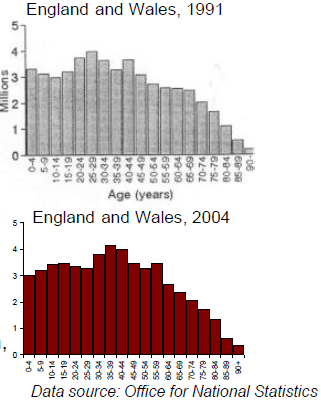 England and Wales, 1991
Millions
5
4
3
2
1
0
0-4 5-9 10-14 15-19 20-24 25-29 30-34 35-39 40-44 45-49 50-54 55-59 60-64 65-69 70-74 75-79 80-84 85-89 90-
Age (years)
England and Wales, 2004
5
4
3
2
1
0
0-4 5-9 10-14 15-19 20-24 25-29 30-34 35-39 40-44 45-49 50-54 55-59 60-64 65-69 70-74 75-79 80-84 85-89 90+
Data source: Office for National Statistics